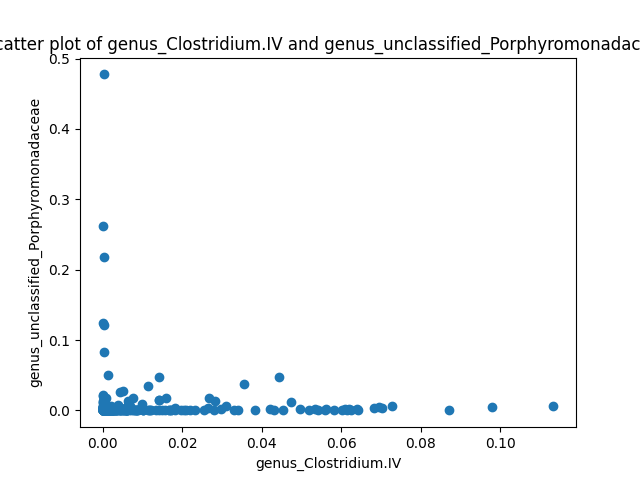 catter plot of genus_Clostridium.IV and genus_unclassified_Porphyromonadac
0.5
0.4
0.3
0.2
0.1
0.0
genus_unclassified_Porphyromonadaceae
0.00 0.02 0.04 0.06 0.08 0.10
genus_Clostridium.IV